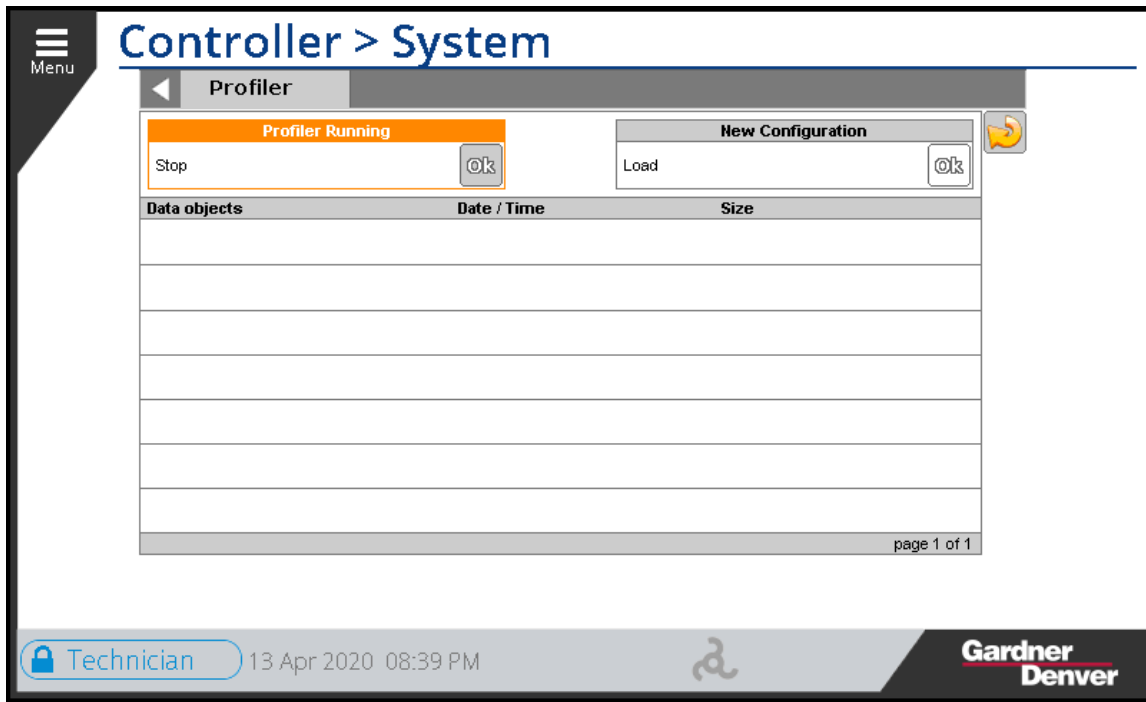 Menu
Controller > System
Profiler
Profiler Running
New Configuration
Stop
Ok
Load
Ok
Data objects Date / Time Size
page 1 of 1
Technician
13 Apr 2020 08:39 PM
Gardner
Denver